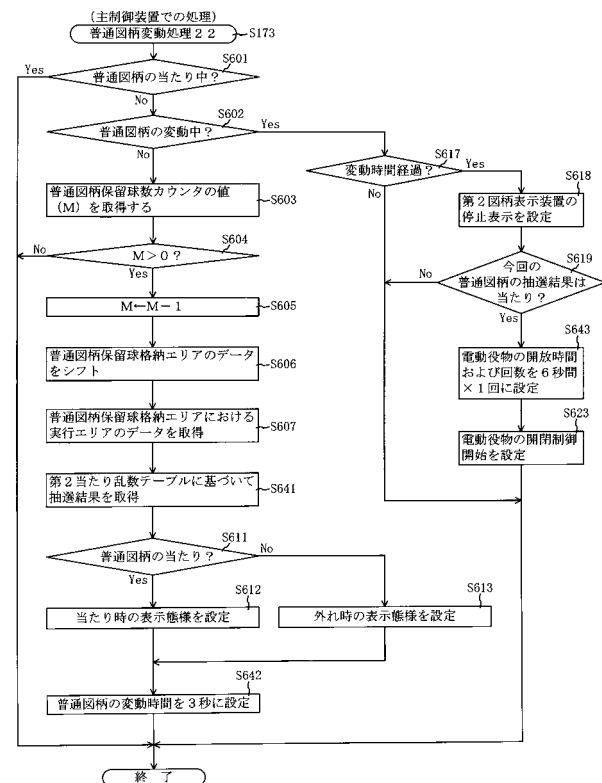 (主制御装置での処理)
普通図柄変動処理22
S173
S601
普通図柄の当たり中?
Yes
No
S602
普通図柄の変動中?
Yes
No
S603
普通図柄保留球数カウンタの値
(M)を取得する
S604
M>0?
No
Yes
S605
M←M-1
S606
普通図柄保留球格納エリアのデータ
をシフト
S607
普通図柄保留球格納エリアにおける
実行エリアのデータを取得
S641
第2当たり乱数テーブルに基づいて
抽選結果を取得
S611
普通図柄の当たり?
No
Yes
S612
当たり時の表示態様を設定
S613
外れ時の表示態様を設定
S642
普通図柄の変動時間を3秒に設定
S617
変動時間経過?
Yes
No
S618
第2図柄表示装置の
停止表示を設定
S619
今回の
普通図柄の抽選結果は
当たり?
No
Yes
S643
電動役物の開放時間
および回数を6秒間
×1回に設定
S623
電動役物の開閉制御
開始を設定
終了